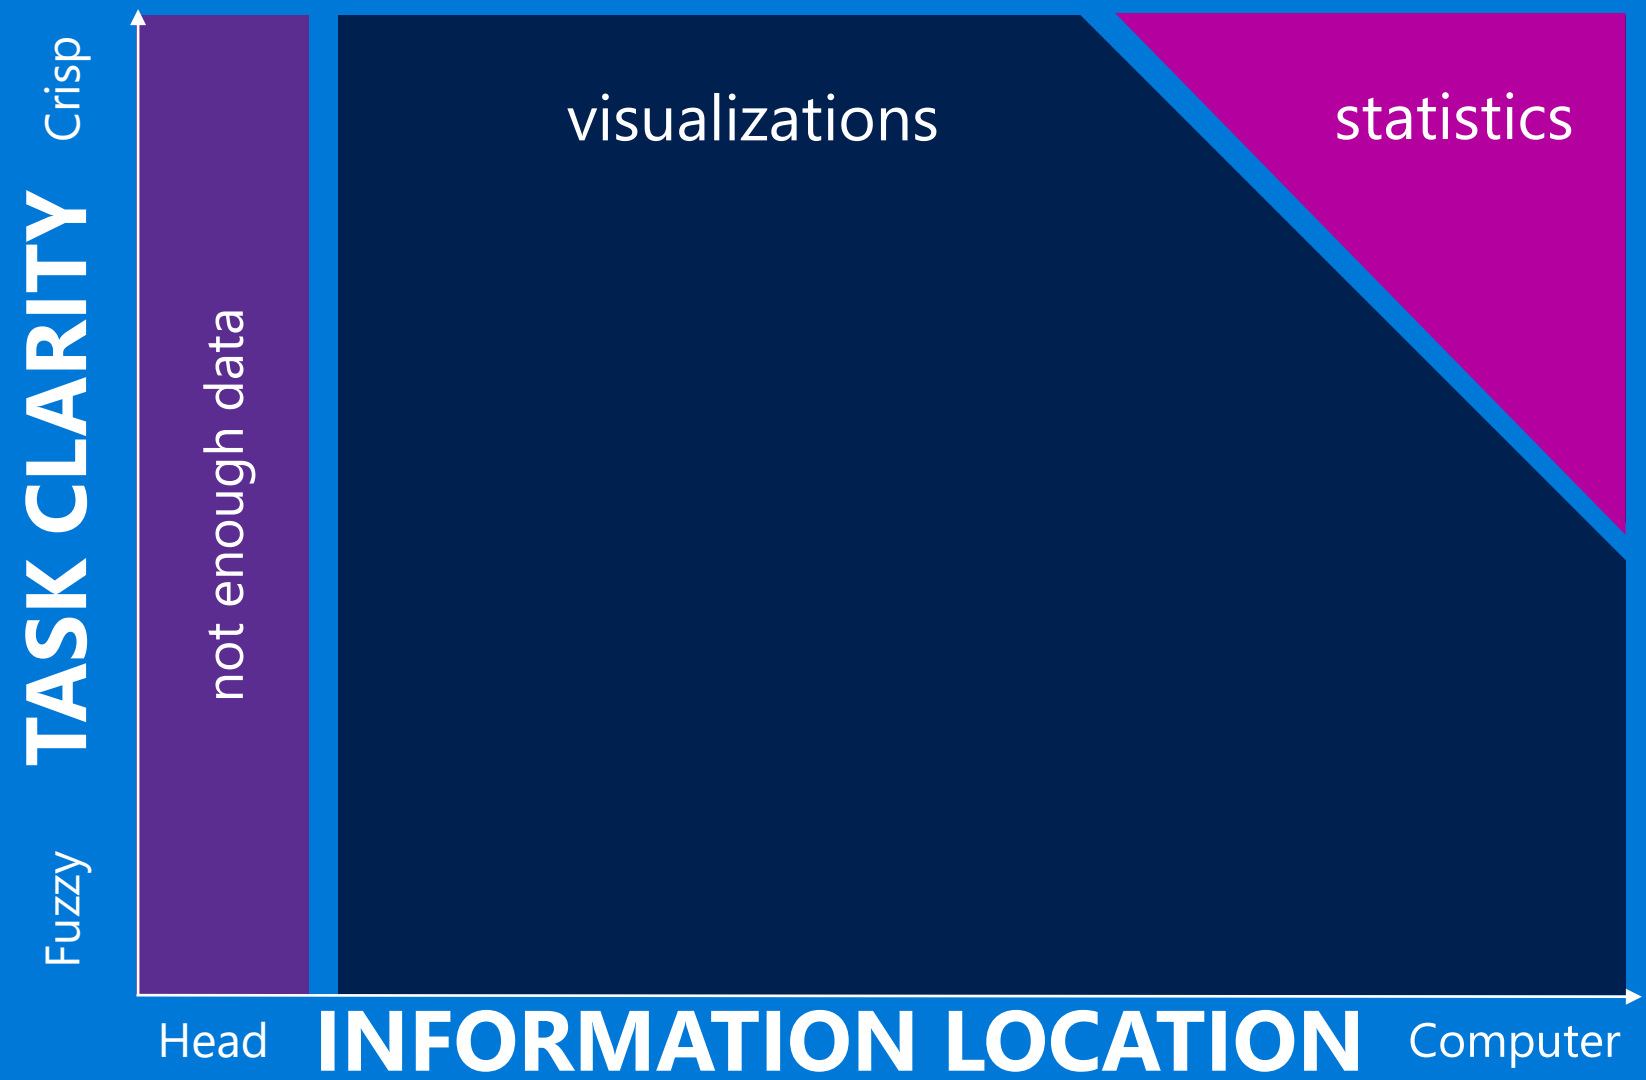 Crisp
visualizations
statistics
TASK CLARITY
not enough data
Fuzzy
Head
INFORMATION LOCATION
Computer